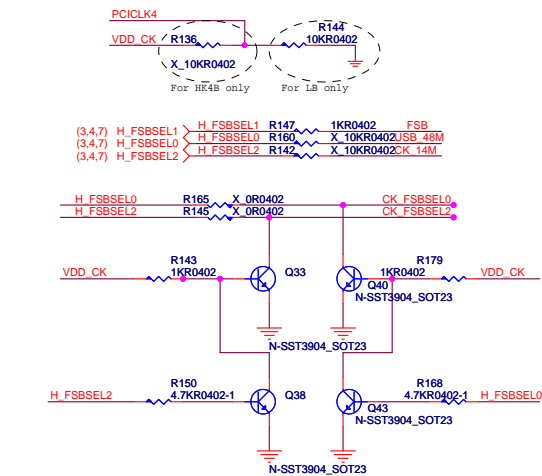 PCICLK4
VDD_CK R136 R144
10KR0402
X_10KR0402
For HK4B only For LB only
(3,4,7) H_FSBSEL1 H_FSBSEL1 R147 1KR0402 FSB
(3,4,7) H_FSBSEL0 H_FSBSEL0 R160 X_10KR0402 USB_48M
(3,4,7) H_FSBSEL2 H_FSBSEL2 R142 X_10KR0402 CK_14M
H_FSBSEL0 R165 X_0R0402 CK_FSBSEL0
H_FSBSEL2 R145 X_0R0402 CK_FSBSEL2
R143 R179
VDD_CK 1KR0402 Q33 1KR0402 VDD_CK
Q40
N-SST3904_SOT23
N-SST3904_SOT23
R150 R168
H_FSBSEL2 4.7KR0402-1 Q38 4.7KR0402-1 H_FSBSEL0
Q43
N-SST3904_SOT23
N-SST3904_SOT23